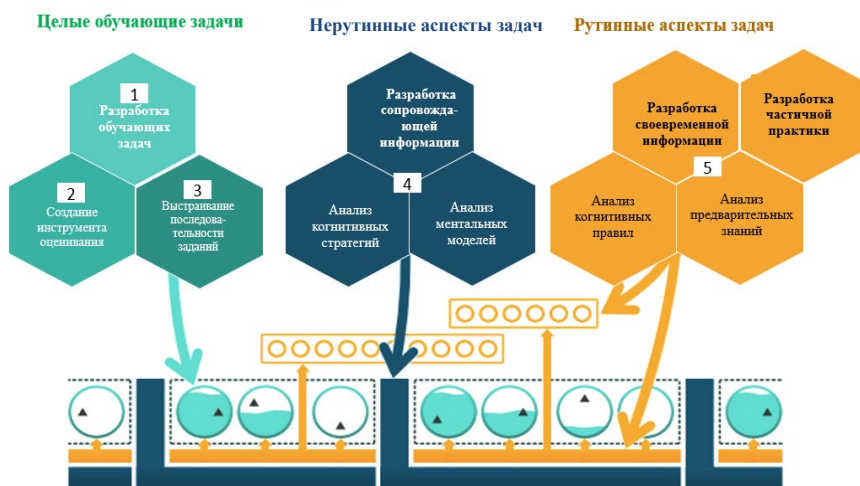 Целые обучающие задачи
Нерутинные аспекты задач
Рутинные аспекты задач
1
Разработка
обучающих
задач
2
Создание
инструмента
оценивания
3
Выстраивание
последова-
тельности
заданий
Разработка
сопровожда-
ющей
информации
4
Анализ
когнитивных
стратегий
Анализ
ментальных
моделей
Разработка
своевременной
информации
Разработка
частичной
практики
5
Анализ
когнитивных
правил
Анализ
предварительных
знаний